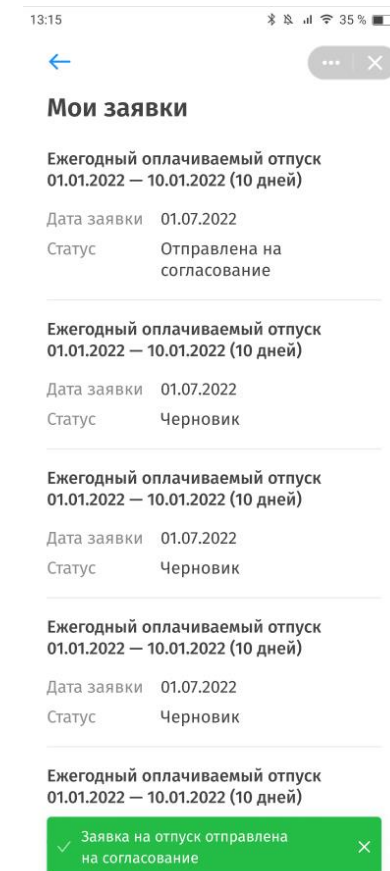 13:15 35 %
Мои заявки
Ежегодный оплачиваемый отпуск
01.01.2022 — 10.01.2022 (10 дней)
Дата заявки 01.07.2022
Статус Отправлена на
согласование
Ежегодный оплачиваемый отпуск
01.01.2022 — 10.01.2022 (10 дней)
Дата заявки 01.07.2022
Статус Черновик
Ежегодный оплачиваемый отпуск
01.01.2022 — 10.01.2022 (10 дней)
Дата заявки 01.07.2022
Статус Черновик
Ежегодный оплачиваемый отпуск
01.01.2022 — 10.01.2022 (10 дней)
Дата заявки 01.07.2022
Статус Черновик
Ежегодный оплачиваемый отпуск
01.01.2022 — 10.01.2022 (10 дней)
Заявка на отпуск отправлена
на согласование